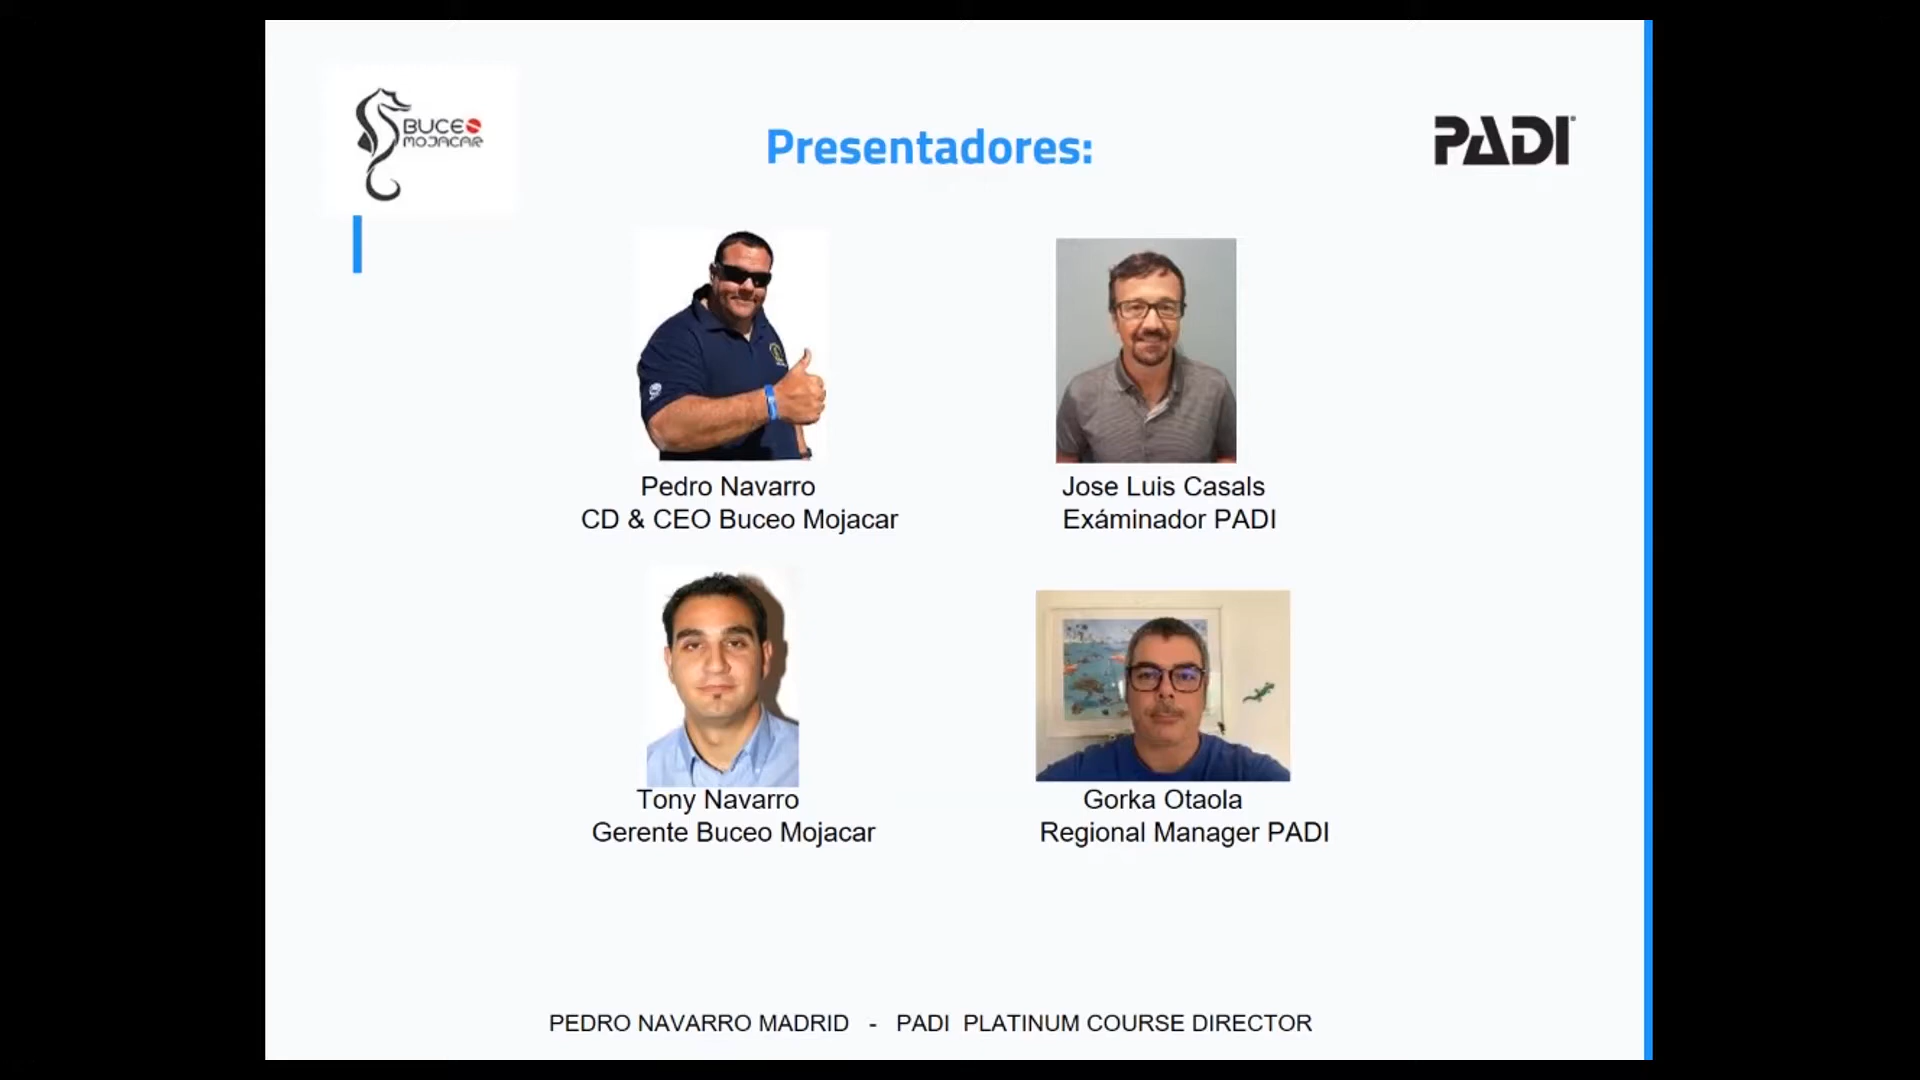 BUCEO
MOJACAR
Presentadores:
PADI
Pedro Navarro
CD & CEO Buceo Mojacar
Jose Luis Casals
Exáminador PADI
Tony Navarro
Gerente Buceo Mojacar
Gorka Otaola
Regional Manager PADI
PEDRO NAVARRO MADRID - PADI PLATINUM COURSE DIRECTOR